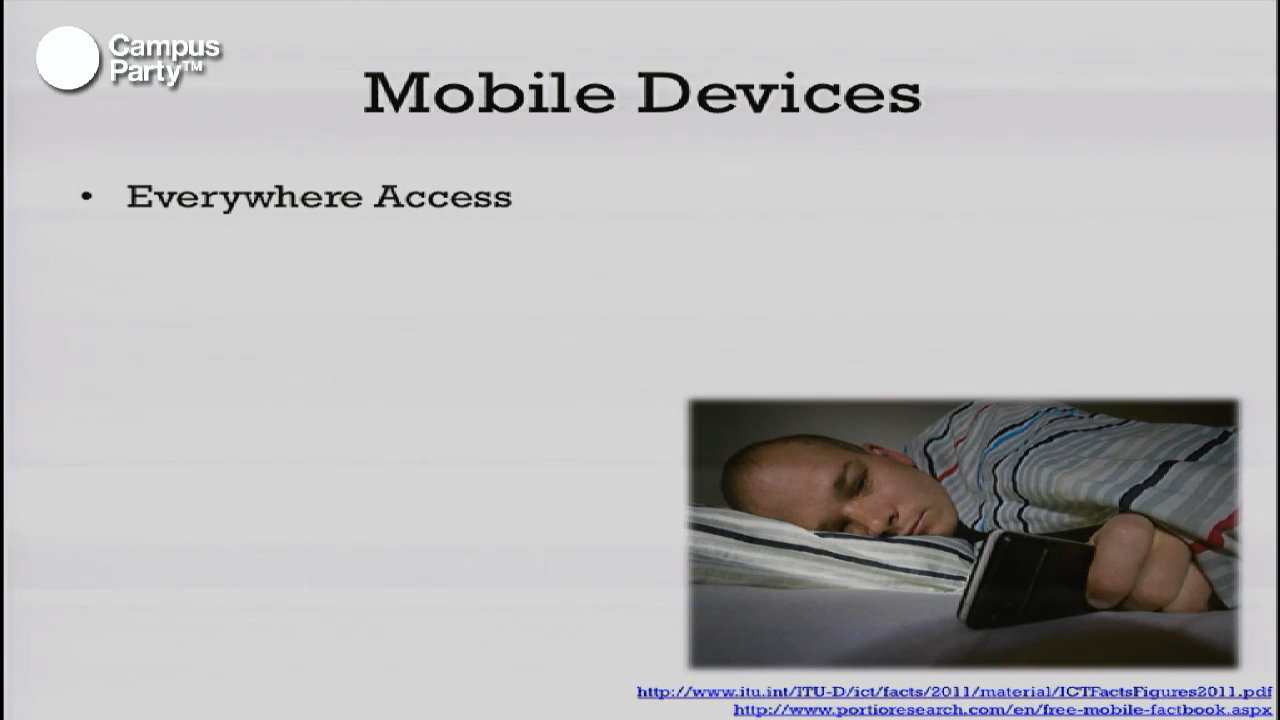 Campus
Party™
Mobile Devices
• Everywhere Access
http://www.itu.int/ITU-D/ict/facts/2011/material/ICTFactsFigures2011.pdf
http://www.portioresearch.com/en/free-mobile-factbook.aspx